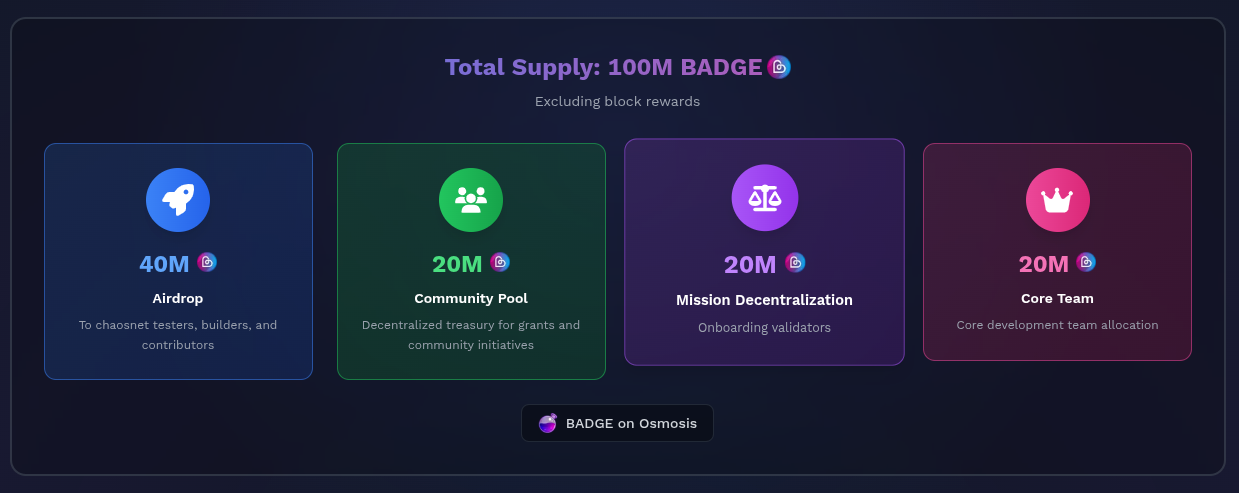 Total Supply: 100M BADGE
Excluding block rewards
40M
Airdrop
To chaosnet testers, builders, and
contributors
20M
Community Pool
Decentralized treasury for grants and
community initiatives
20M
Mission Decentralization
Onboarding validators
20M
Core Team
Core development team allocation
BADGE on Osmosis